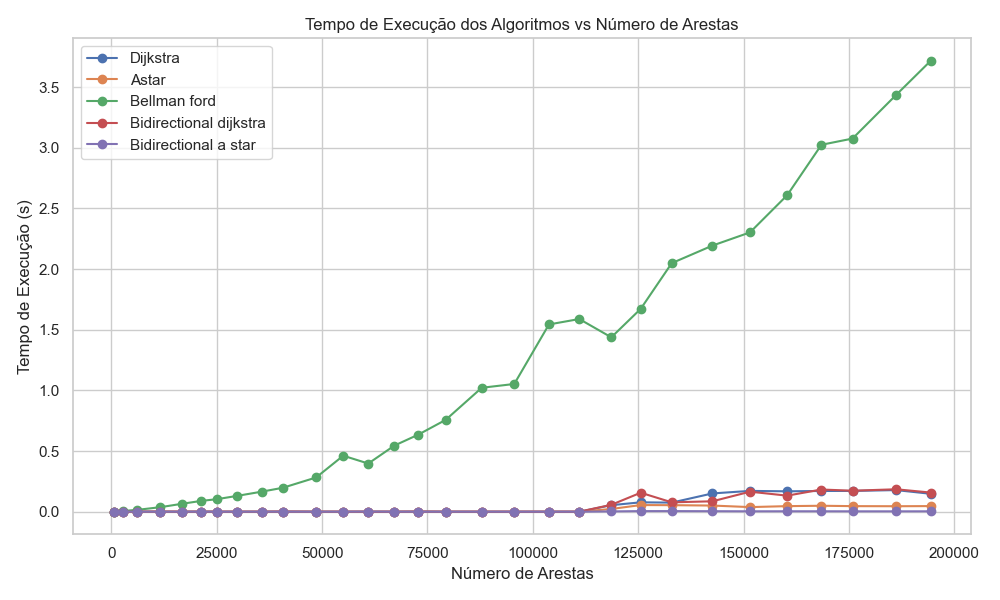 Tempo de Execução dos Algoritmos vs Número de Arestas
Dijkstra
Astar
Bellman ford
Bidirectional dijkstra
Bidirectional a star
Tempo de Execução (s)
3.5
3.0
2.5
2.0
1.5
1.0
0.5
0.0
0 25000 50000 75000 100000 125000 150000 175000 200000
Número de Arestas